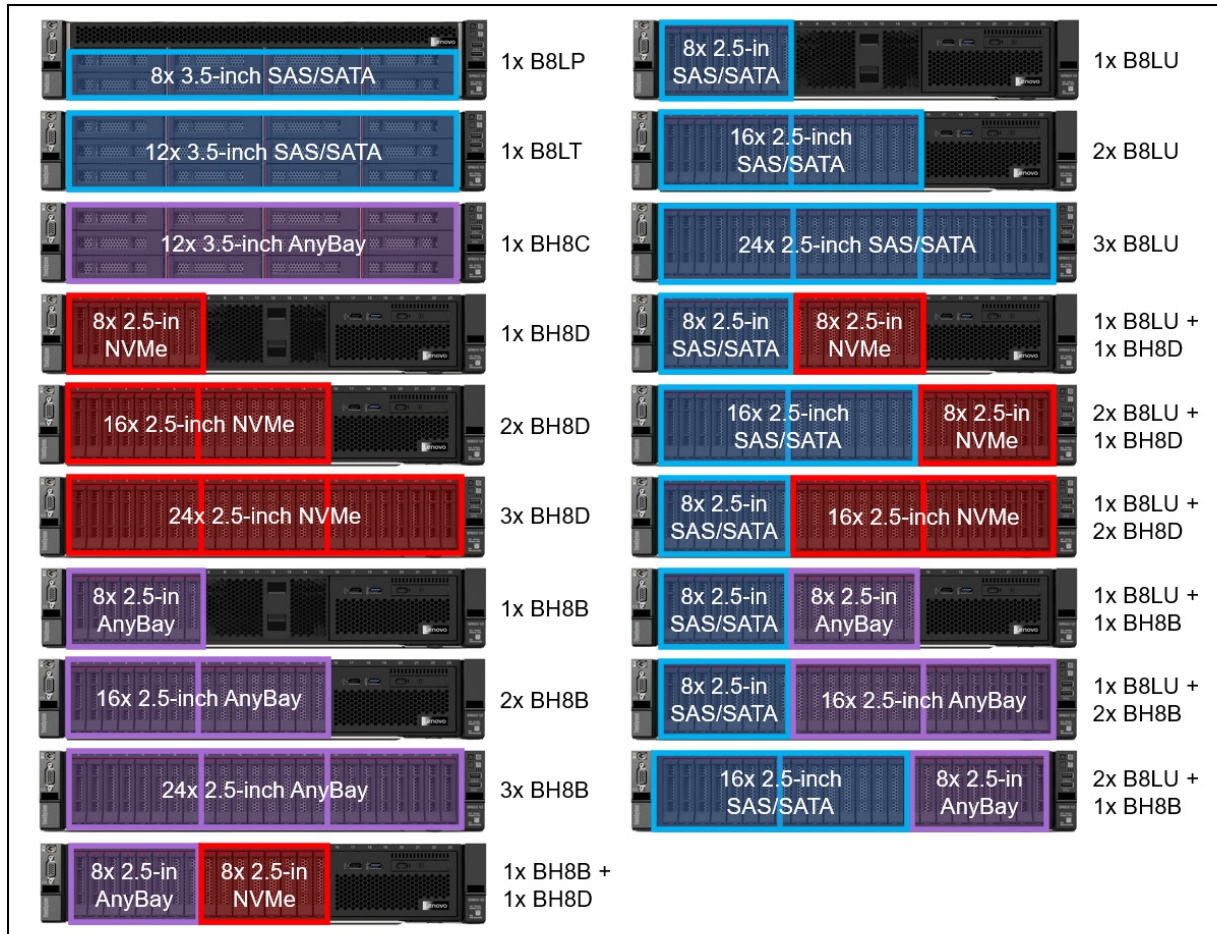 8x 3.5-inch SAS/SATA
1x B8LP
12x 3.5-inch SAS/SATA
1x B8LT
12x 3.5-inch AnyBay
1x BH8C
8x 2.5-in
NVMe
1x BH8D
16x 2.5-inch NVMe
2x BH8D
24x 2.5-inch NVMe
3x BH8D
8x 2.5-in
AnyBay
1x BH8B
16x 2.5-inch AnyBay
2x BH8B
24x 2.5-inch AnyBay
3x BH8B
8x 2.5-in
AnyBay
8x 2.5-in
NVMe
1x BH8B +
1x BH8D
8x 2.5-in
SAS/SATA
1x B8LU
16x 2.5-inch
SAS/SATA
2x B8LU
24x 2.5-inch SAS/SATA
3x B8LU
8x 2.5-in
SAS/SATA
8x 2.5-in
NVMe
1x B8LU +
1x BH8D
16x 2.5-inch
SAS/SATA
8x 2.5-in
NVMe
2x B8LU +
1x BH8D
8x 2.5-in
SAS/SATA
16x 2.5-inch NVMe
1x B8LU +
2x BH8D
8x 2.5-in
SAS/SATA
8x 2.5-in
AnyBay
1x B8LU +
1x BH8B
8x 2.5-in
SAS/SATA
16x 2.5-inch AnyBay
1x B8LU +
2x BH8B
16x 2.5-inch
SAS/SATA
8x 2.5-in
AnyBay
2x B8LU +
1x BH8B